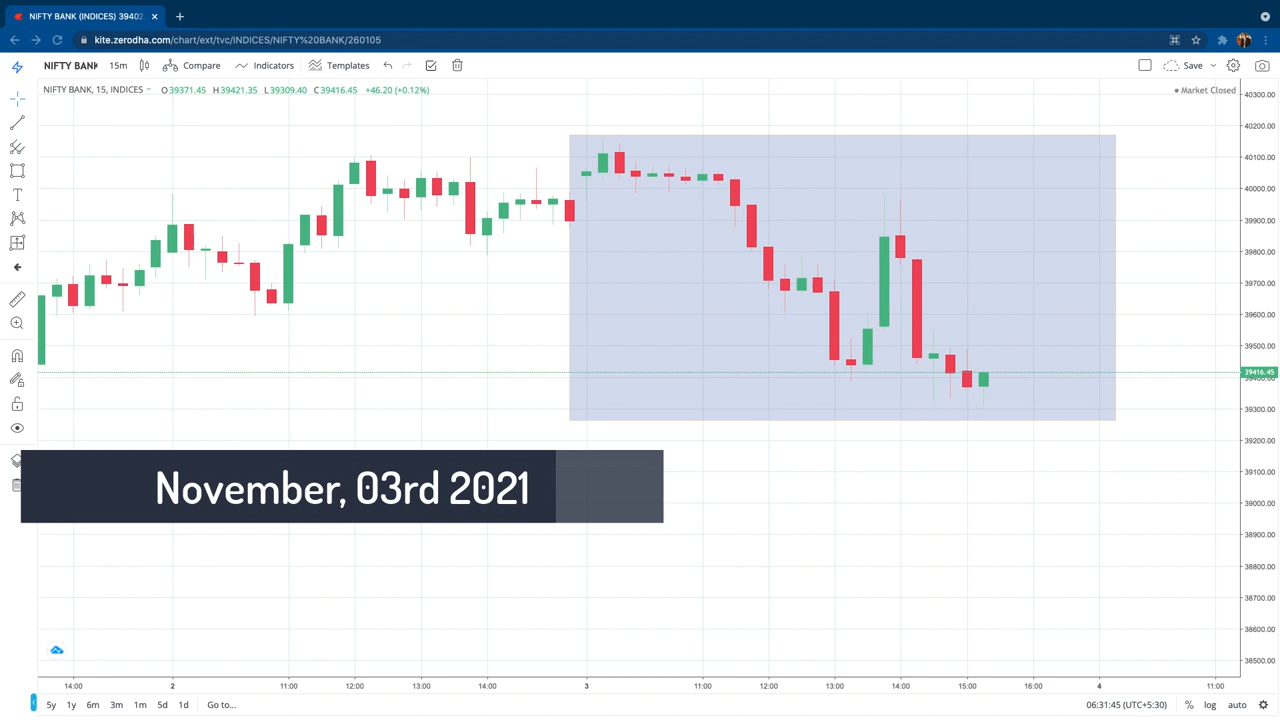 NIFTY BANK (INDICES) 39402
kite.zerodha.com/chart/ext/tvc/INDICES/NIFTY%20BANK/260105
NIFTY BANK 15m Compare Indicators Templates Save
NIFTY BANK, 15, INDICES O39371.45 H39421.35 L39309.40 C39416.45 +46.20 (+0.12%) Market Closed
40300.00
40200.00
40100.00
40000.00
39900.00
39800.00
39700.00
39600.00
39500.00
39416.45
39400.00
39300.00
39200.00
39100.00
39000.00
38900.00
38800.00
38700.00
38600.00
38500.00
November, 03rd 2021
14:00 2 11:00 12:00 03:00 14:00 3 11:00 12:00 13:00 14:00 15:00 16:00 4 11:00
5y 1y 6m 3m 1m 5d 1d Go to... 06:31:45 (UTC+5:30) % log auto